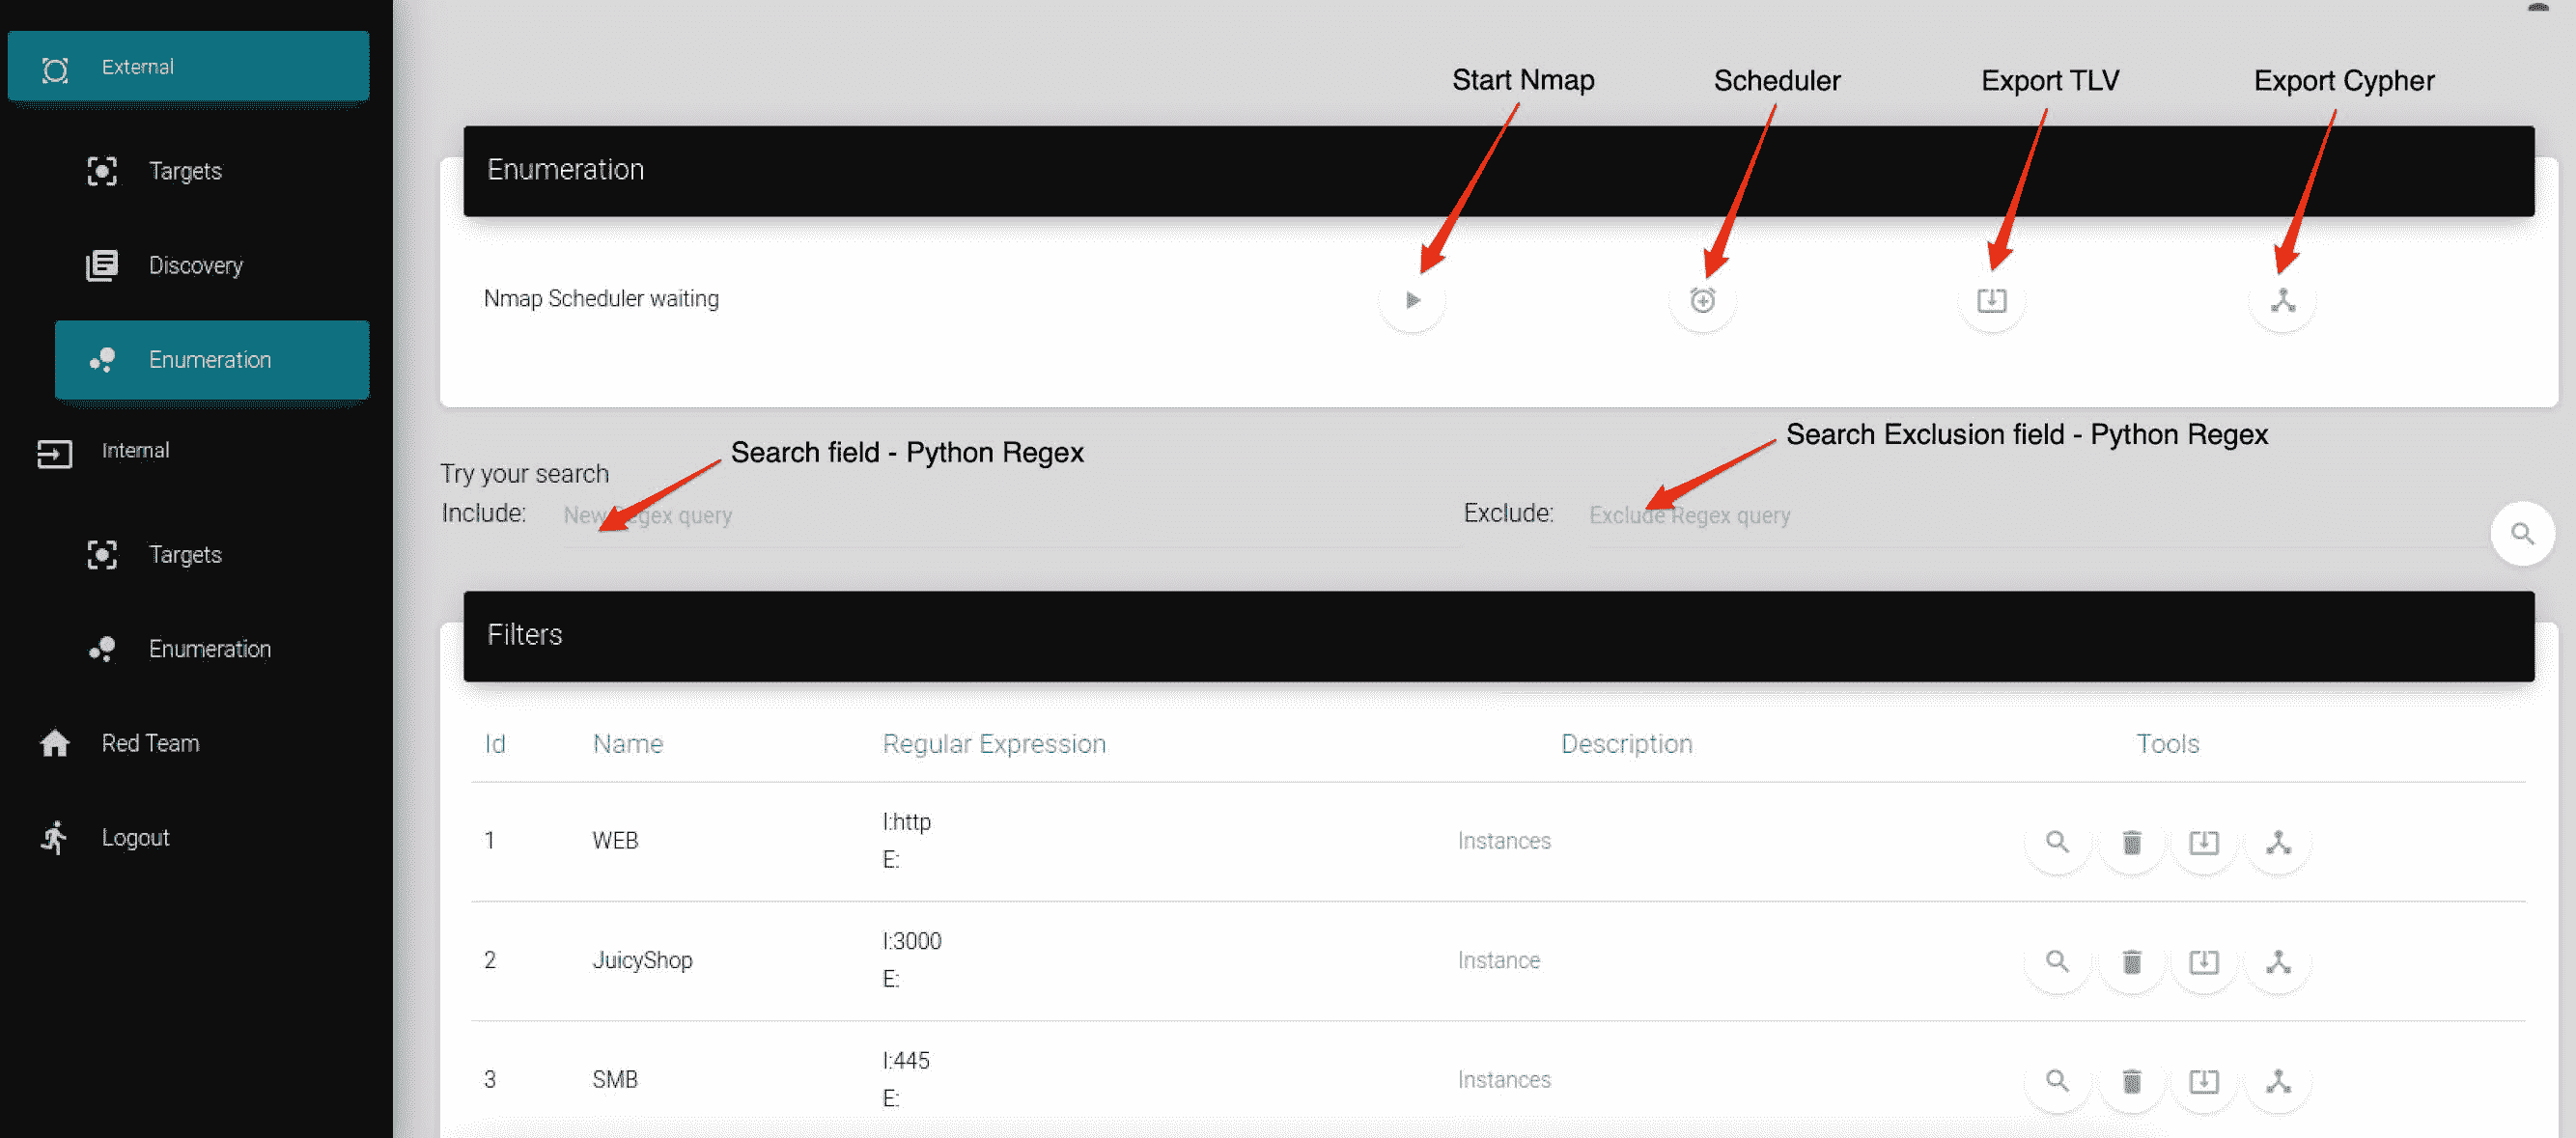 External
Targets
Discovery
Enumeration
Internal
Targets
Enumeration
Red Team
Logout
Start Nmap
Scheduler
Export TLV
Export Cypher
Enumeration
Nmap Scheduler waiting
Search field - Python Regex
Search Exclusion field - Python Regex
Try your search
Include: New Regex query
Exclude: Exclude Regex query
Filters
Id Name Regular Expression Description Tools
1 WEB I:http Instances
E:
2 JuicyShop I:3000 Instance
E:
3 SMB I:445 Instances
E: